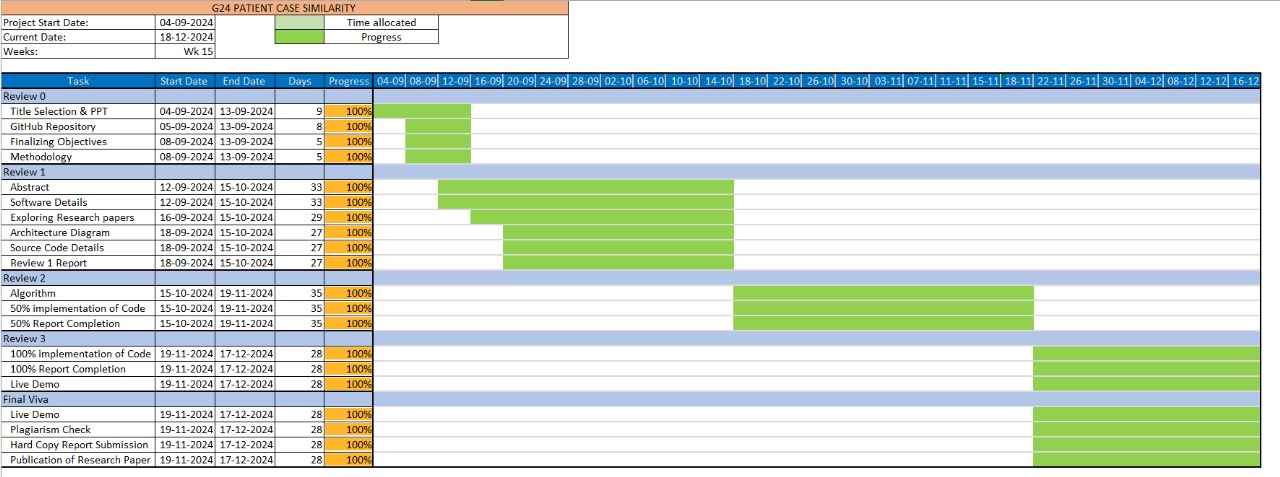 G24 PATIENT CASE SIMILARITY
Project Start Date: 04-09-2024 Time allocated
Current Date: 18-12-2024 Progress
Weeks: Wk 15
Task Start Date End Date Days Progress 04-09 08-09 12-09 16-09 20-09 24-09 28-09 02-10 06-10 10-10 14-10 18-10 22-10 26-10 30-10 03-11 07-11 11-11 15-11 18-11 22-11 26-11 30-11 04-12 08-12 12-12 16-12
Review 0
Title Selection & PPT 04-09-2024 13-09-2024 9 100%
GitHub Repository 05-09-2024 13-09-2024 8 100%
Finalizing Objectives 08-09-2024 13-09-2024 5 100%
Methodology 08-09-2024 13-09-2024 5 100%
Review 1
Abstract 12-09-2024 15-10-2024 33 100%
Software Details 12-09-2024 15-10-2024 33 100%
Exploring Research papers 16-09-2024 15-10-2024 29 100%
Architecture Diagram 18-09-2024 15-10-2024 27 100%
Source Code Details 18-09-2024 15-10-2024 27 100%
Review 1 Report 18-09-2024 15-10-2024 27 100%
Review 2
Algorithm 15-10-2024 19-11-2024 35 100%
50% implementation of Code 15-10-2024 19-11-2024 35 100%
50% Report Completion 15-10-2024 19-11-2024 35 100%
Review 3
100% implementation of Code 19-11-2024 17-12-2024 28 100%
100% Report Completion 19-11-2024 17-12-2024 28 100%
Live Demo 19-11-2024 17-12-2024 28 100%
Final Viva
Live Demo 19-11-2024 17-12-2024 28 100%
Plagiarism Check 19-11-2024 17-12-2024 28 100%
Hard Copy Report Submission 19-11-2024 17-12-2024 28 100%
Publication of Research Paper 19-11-2024 17-12-2024 28 100%